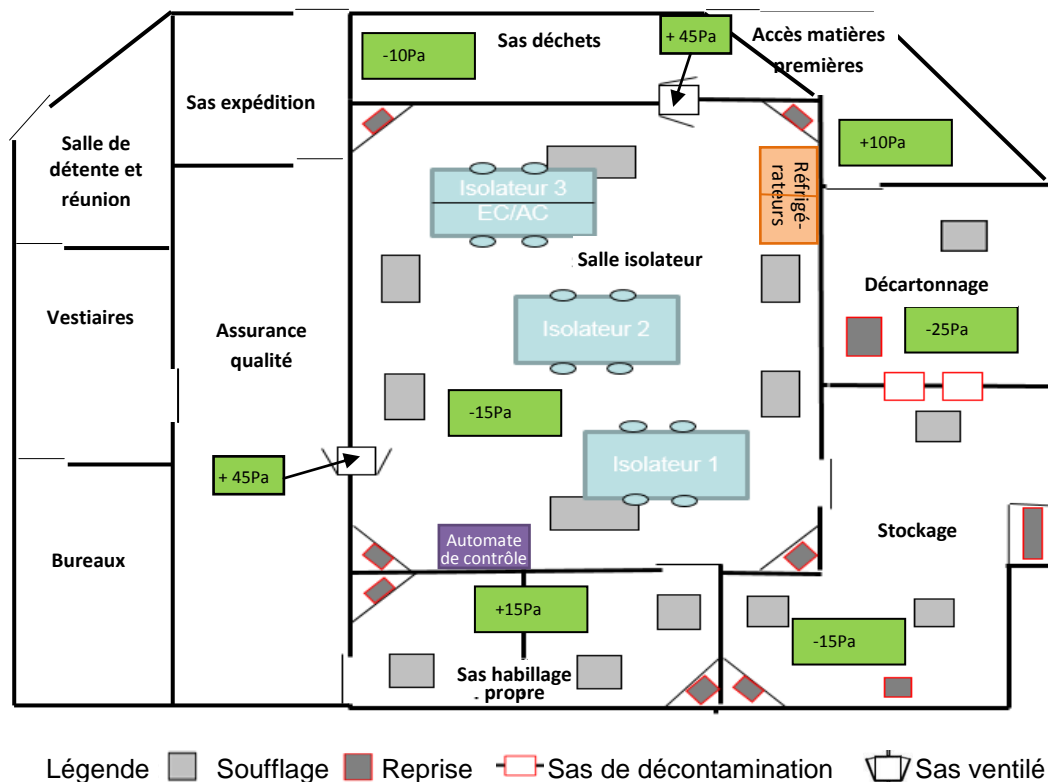 Sas déchets
+ 45Pa
Accès matières
premières
-10Pa
Sas expédition
+10Pa
Salle de
détente et
réunion
Isolateur 3
EC/AC
Réfrigé-
rateurs
Salle isolateur
Décartonnage
Vestiaires
Assurance
qualité
Isolateur 2
-25Pa
-15Pa
+ 45Pa
Isolateur 1
Stockage
Bureaux
Automate
de contrôle
+15Pa
-15Pa
Sas habillage
propre
Légende Soufflage Reprise Sas de décontamination Sas ventilé